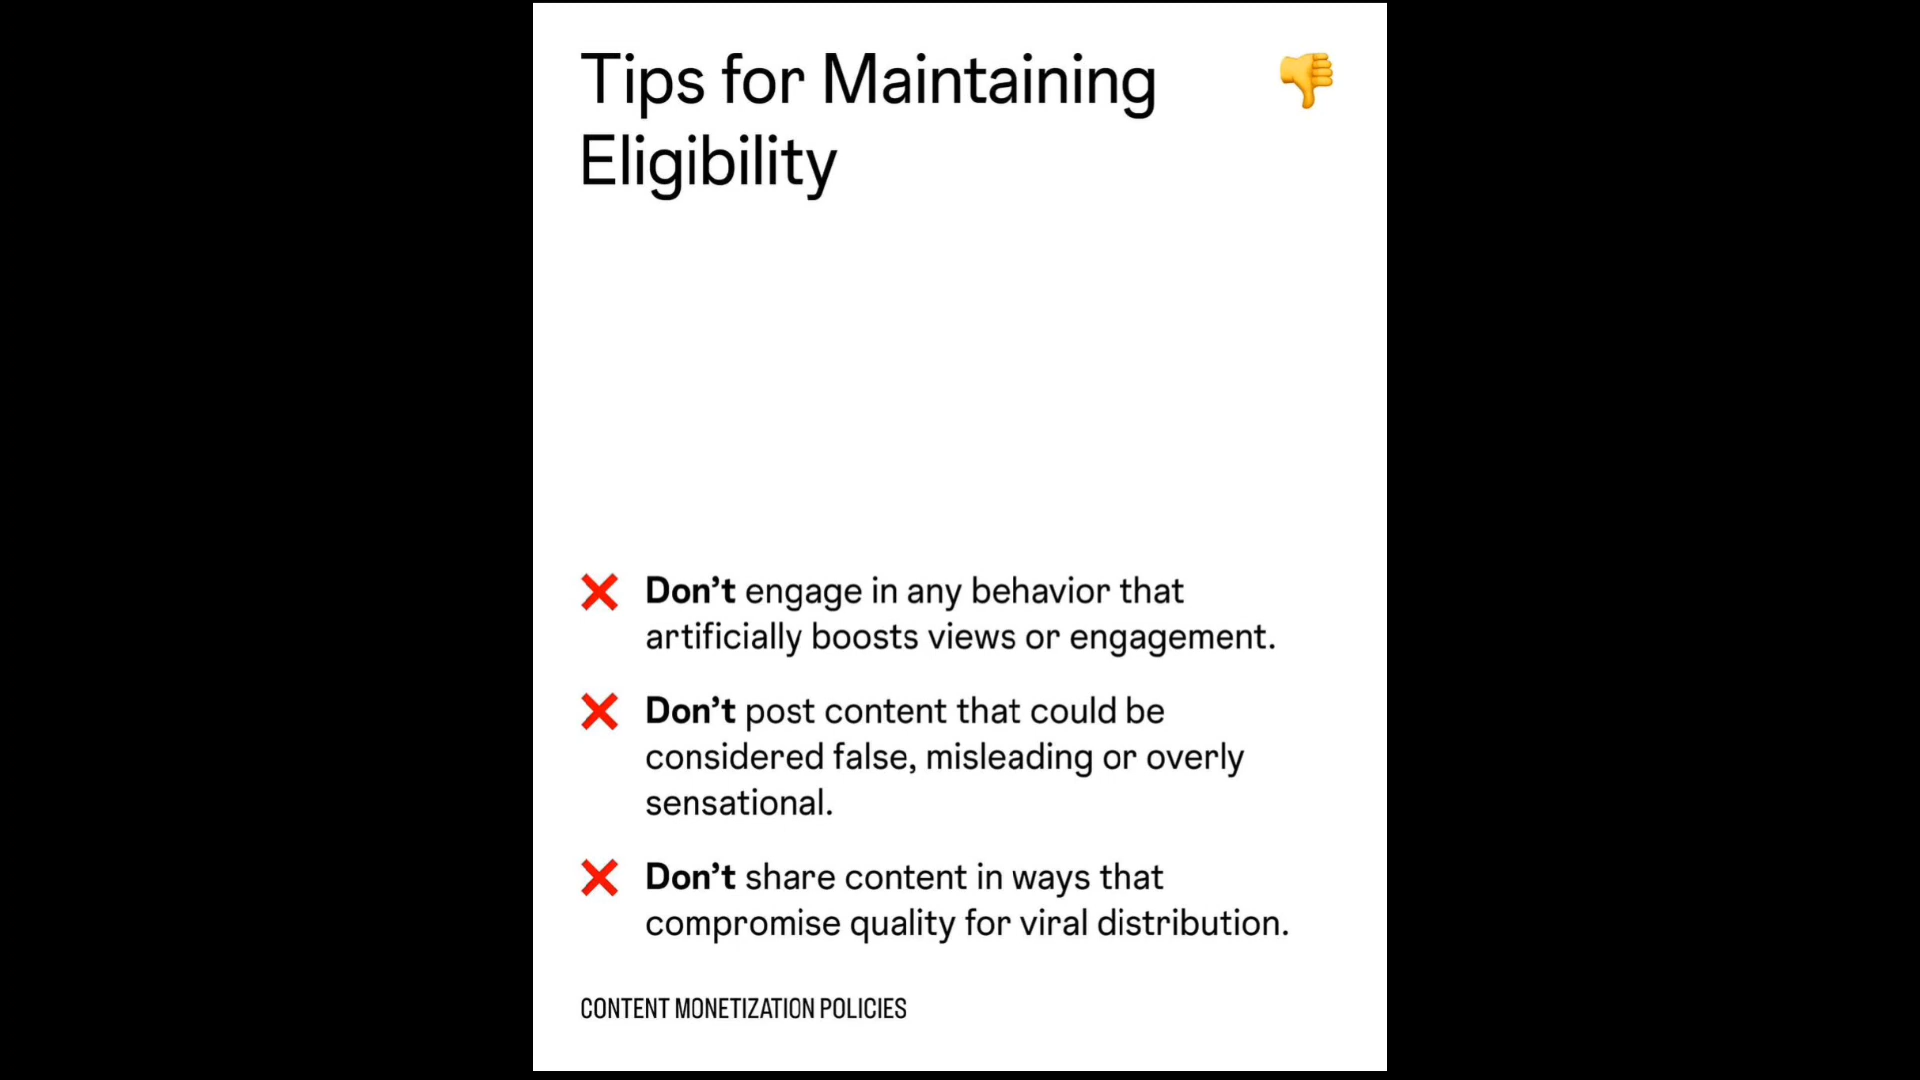 Tips for Maintaining
Eligibility
Don’t engage in any behavior that
artificially boosts views or engagement.
Don’t post content that could be
considered false, misleading or overly
sensational.
Don’t share content in ways that
compromise quality for viral distribution.
CONTENT MONETIZATION POLICIES